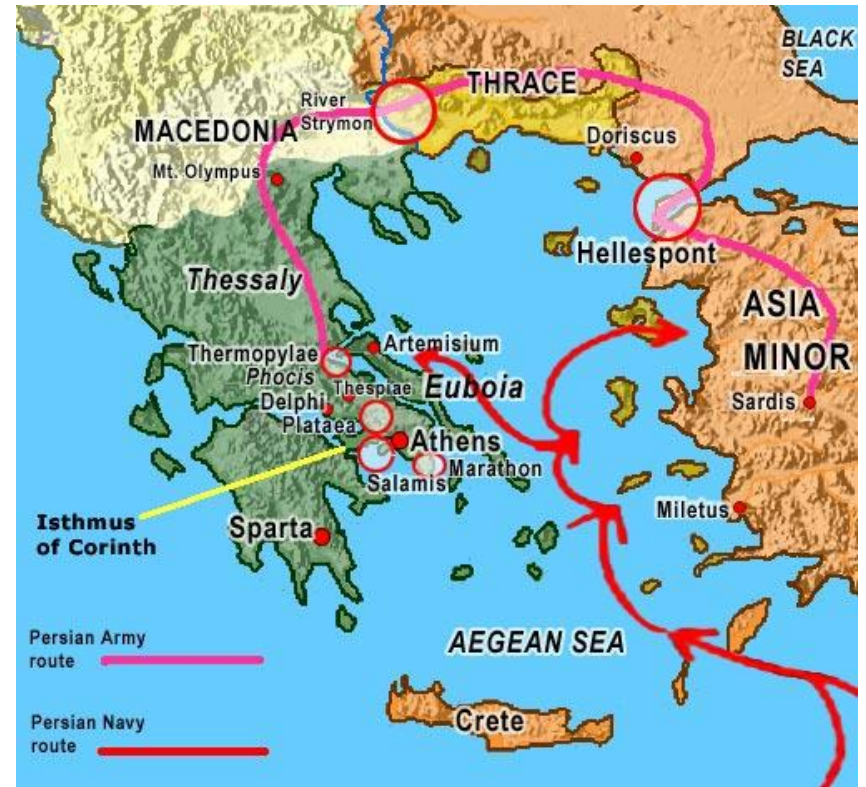 BLACK
SEA
THRACE
River
Strymon
MACEDONIA
Doriscus
Mt. Olympus
Hellespont
Thessaly
ASIA
MINOR
Artemisium
Thermopylae
Phocis
Thespiae
Euboia
Delphi
Sardis
Plataea
Athens
Marathon
Salamis
Miletus
Isthmus
of Corinth
Sparta
Persian Army
route
AEGEAN SEA
Crete
Persian Navy
route